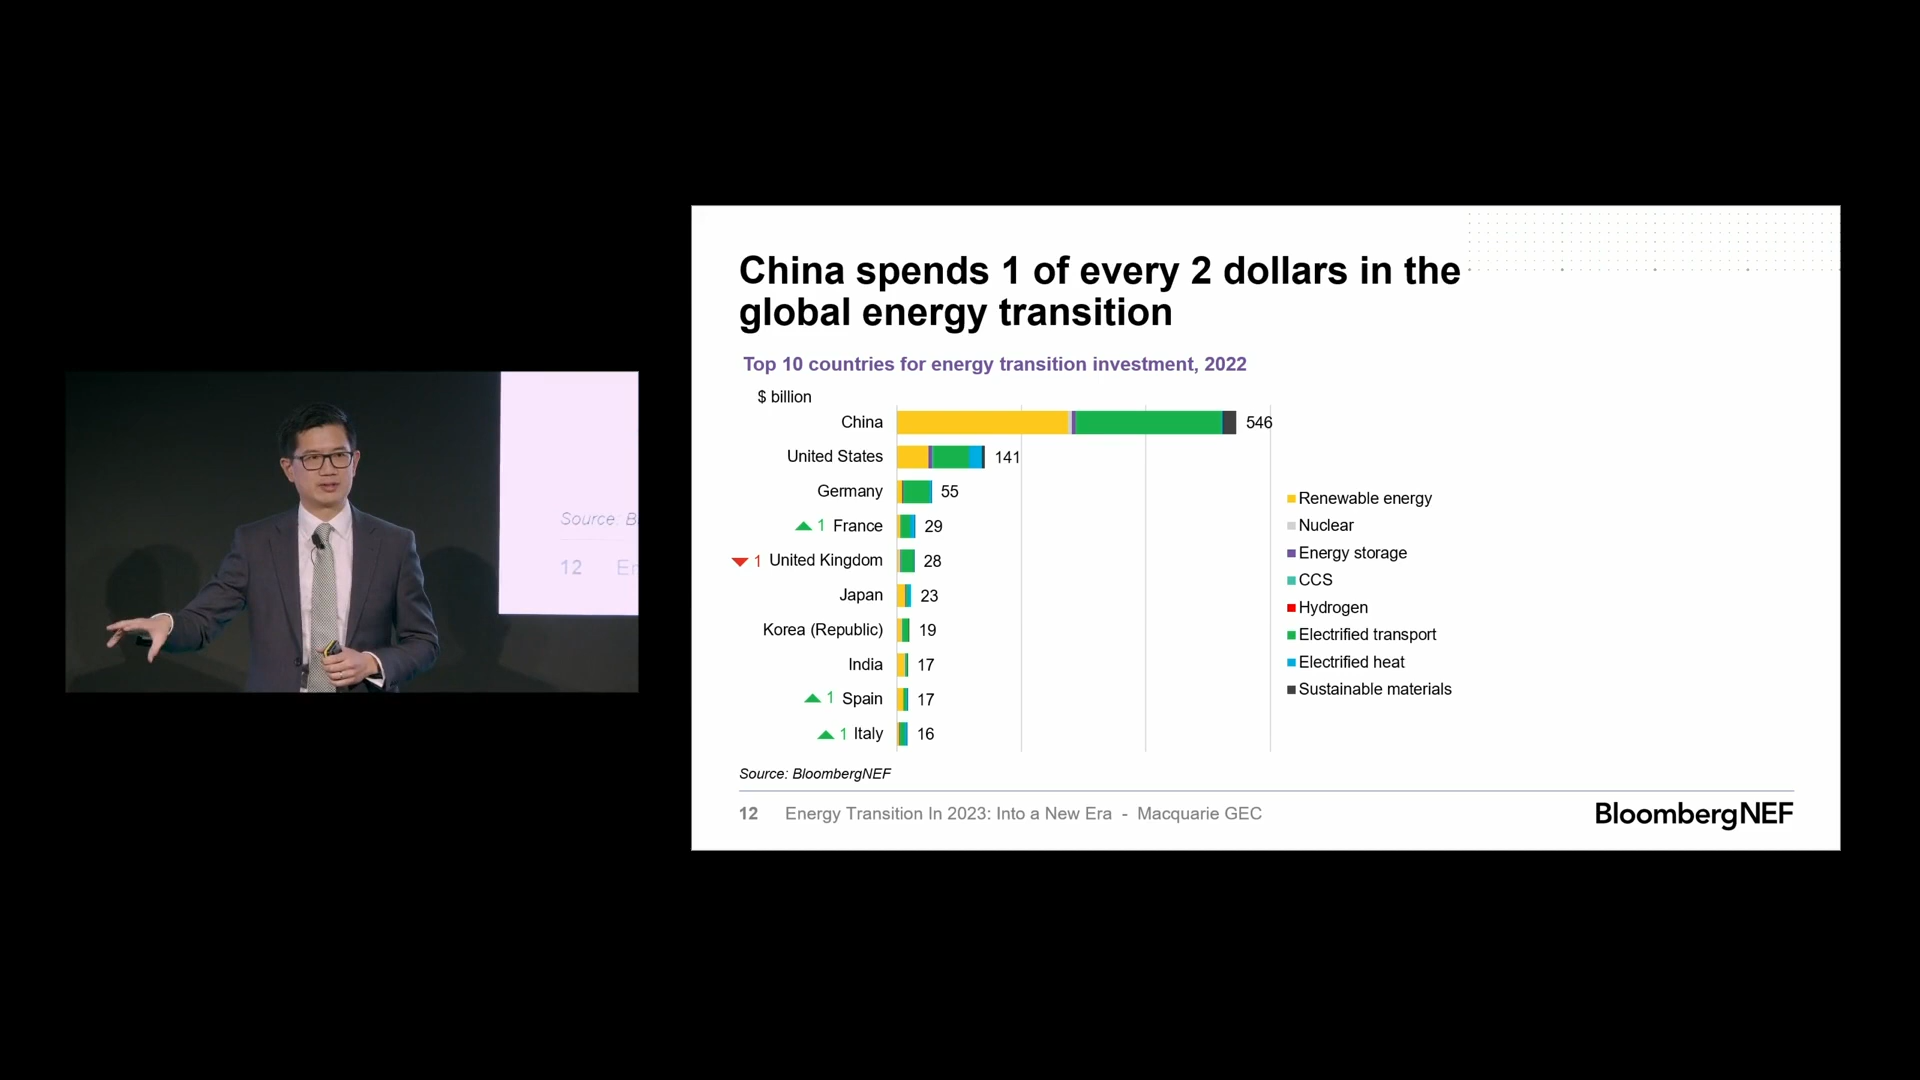 China spends 1 of every 2 dollars in the
global energy transition
Top 10 countries for energy transition investment, 2022
$ billion
China 546
United States 141
Germany 55
1 France 29
1 United Kingdom 28
Japan 23
Korea (Republic) 19
India 17
1 Spain 17
1 Italy 16
Renewable energy
Nuclear
Energy storage
CCS
Hydrogen
Electrified transport
Electrified heat
Sustainable materials
Source: BloombergNEF
12 Energy Transition In 2023: Into a New Era - Macquarie GEC
BloombergNEF
Source: B
12 En